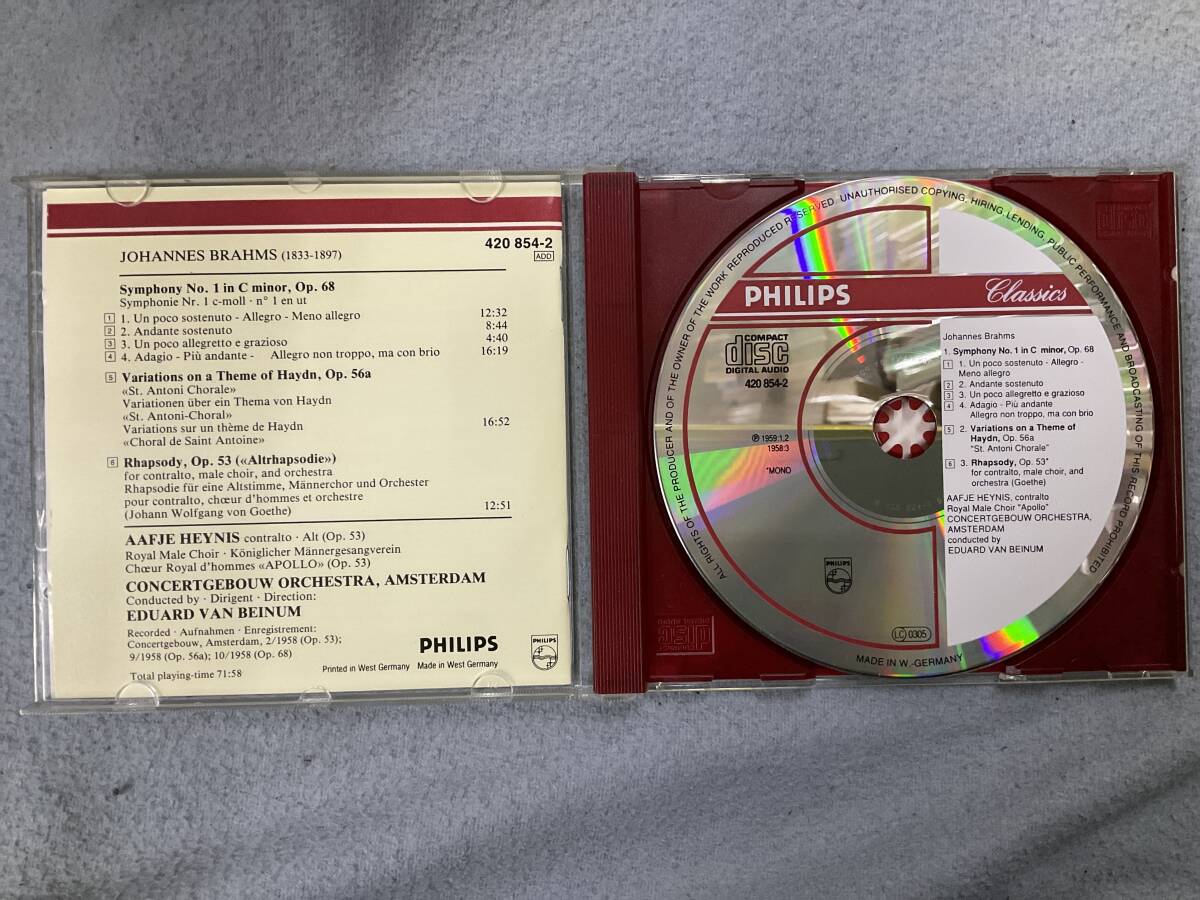 420 854-2
ADD
JOHANNES BRAHMS (1833-1897)
Symphony No. 1 in C minor, Op. 68
Symphonie Nr. 1 c-moll · n° 1 en ut
1 1. Un poco sostenuto - Allegro - Meno allegro 12:32
2 2. Andante sostenuto 8:44
3 3. Un poco allegretto e grazioso 4:40
4 4. Adagio - Più andante - Allegro non troppo, ma con brio 16:19
5 Variations on a Theme of Haydn, Op. 56a
«St. Antoni Chorale»
Variationen über ein Thema von Haydn
«St. Antoni-Choral»
Variations sur un thème de Haydn 16:52
«Choral de Saint Antoine»
6 Rhapsody, Op. 53 («Altrhapsodie»)
for contralto, male choir, and orchestra
Rhapsodie für eine Altstimme, Männerchor und Orchester
pour contralto, chœur d'hommes et orchestre
(Johann Wolfgang von Goethe) 12:51
AAFJE HEYNIS contralto · Alt (Op. 53)
Royal Male Choir · Königlicher Männergesangverein
Chœur Royal d'hommes «APOLLO» (Op. 53)
CONCERTGEBOUW ORCHESTRA, AMSTERDAM
Conducted by · Dirigent · Direction:
EDUARD VAN BEINUM
Recorded · Aufnahmen · Enregistrement:
Concertgebouw, Amsterdam, 2/1958 (Op. 53);
9/1958 (Op. 56a); 10/1958 (Op. 68)
Total playing-time 71:58
Printed in West Germany Made in West Germany
PHILIPS
PHILIPS
ALL RIGHTS OF THE PRODUCER AND OF THE OWNER OF THE WORK REPRODUCED RESERVED. UNAUTHORISED COPYING, HIRING, LENDING, PUBLIC PERFORMANCE AND BROADCASTING OF THIS RECORD PROHIBITED
PHILIPS Classics
COMPACT
disc
DIGITAL AUDIO
420 854-2
℗ 1959:1,2
1958:3
*MONO
Johannes Brahms
1. Symphony No. 1 in C minor, Op. 68
1 1. Un poco sostenuto - Allegro -
Meno allegro
2 2. Andante sostenuto
3 3. Un poco allegretto e grazioso
4 4. Adagio - Più andante
Allegro non troppo, ma con brio
5 2. Variations on a Theme of
Haydn, Op. 56a
"St. Antoni Chorale"
6 3. Rhapsody, Op. 53*
for contralto, male choir, and
orchestra (Goethe)
AAFJE HEYNIS, contralto
Royal Male Choir "Apollo"
CONCERTGEBOUW ORCHESTRA,
AMSTERDAM
conducted by
EDUARD VAN BEINUM
PHILIPS
LC 0305
MADE IN W.-GERMANY